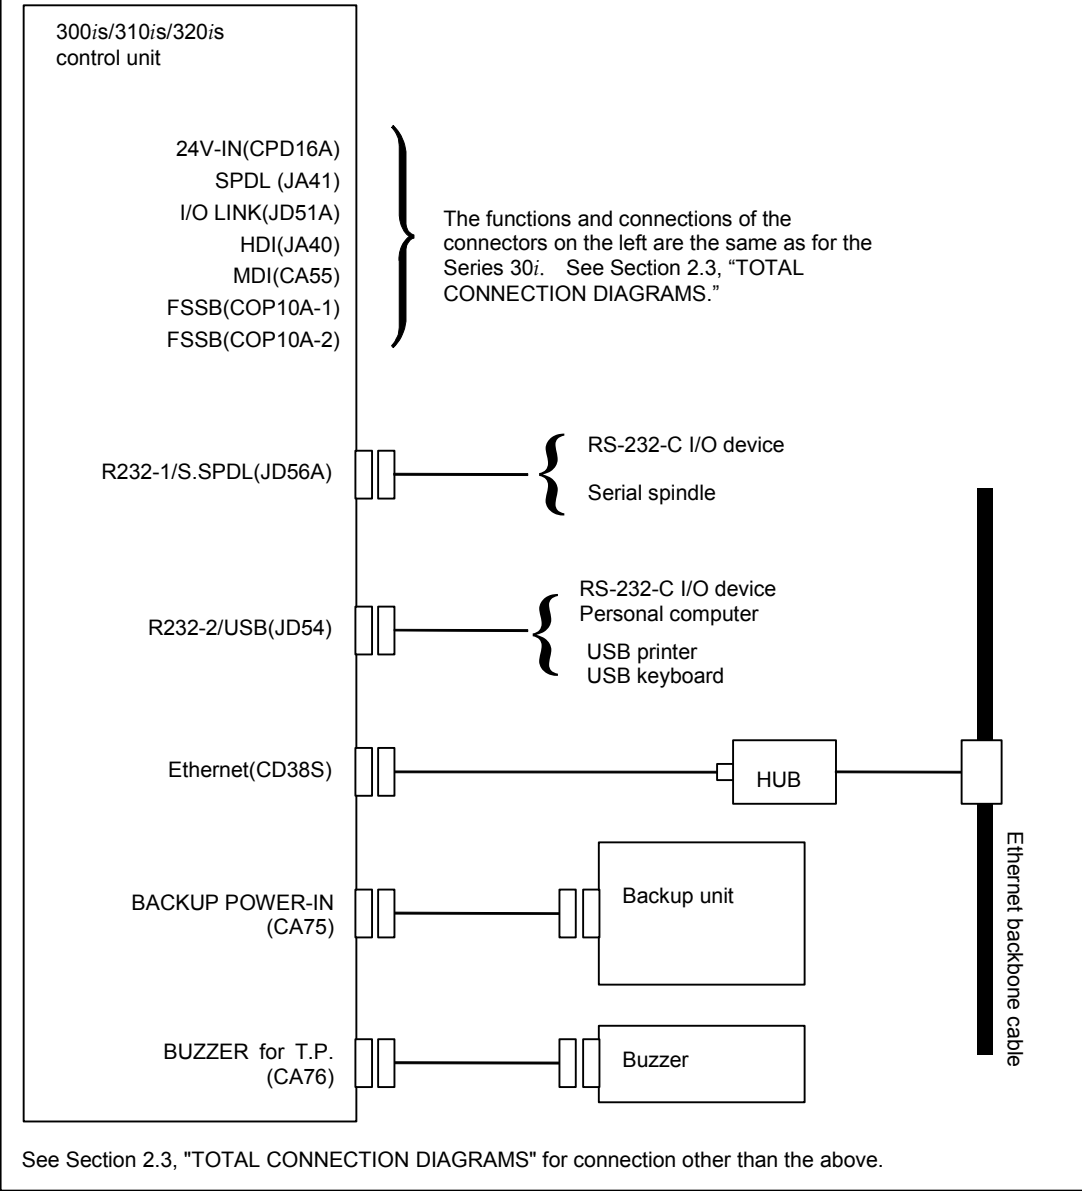 300is/310is/320is
control unit
24V-IN(CPD16A)
SPDL (JA41)
I/O LINK(JD51A)
HDI(JA40)
MDI(CA55)
FSSB(COP10A-1)
FSSB(COP10A-2)
The functions and connections of the
connectors on the left are the same as for the
Series 30i. See Section 2.3, “TOTAL
CONNECTION DIAGRAMS.”
R232-1/S.SPDL(JD56A)
RS-232-C I/O device
Serial spindle
R232-2/USB(JD54)
RS-232-C I/O device
Personal computer
USB printer
USB keyboard
Ethernet(CD38S)
HUB
Ethernet backbone cable
BACKUP POWER-IN
(CA75)
Backup unit
BUZZER for T.P.
(CA76)
Buzzer
See Section 2.3, "TOTAL CONNECTION DIAGRAMS" for connection other than the above.